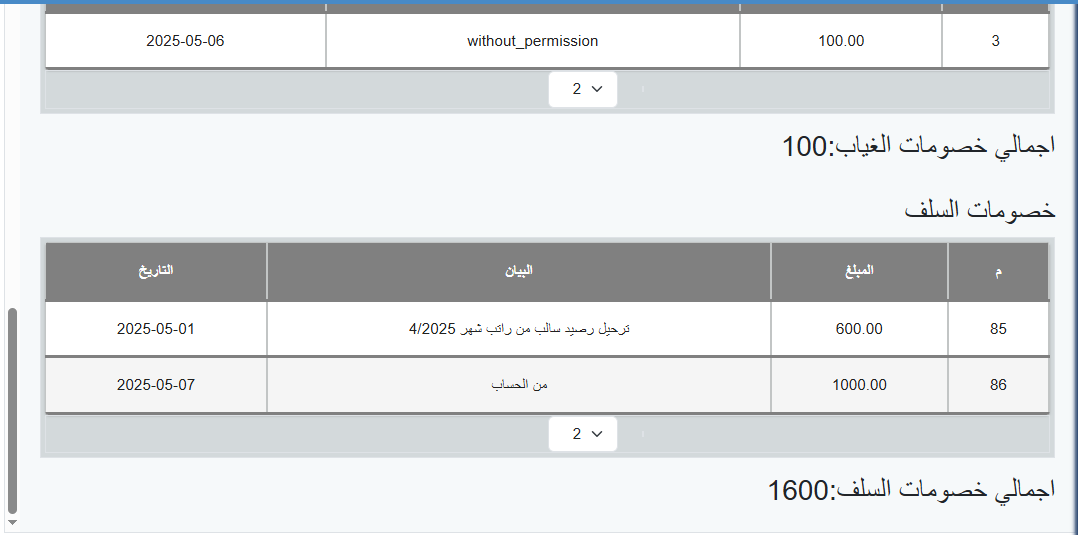 3 100.00 without_permission 2025-05-06
2
اجمالي خصومات الغياب:100
خصومات السلف
م المبلغ البيان التاريخ
85 600.00 ترحيل رصيد سالب من راتب شهر 4/2025 2025-05-01
86 1000.00 من الحساب 2025-05-07
2
اجمالي خصومات السلف:1600